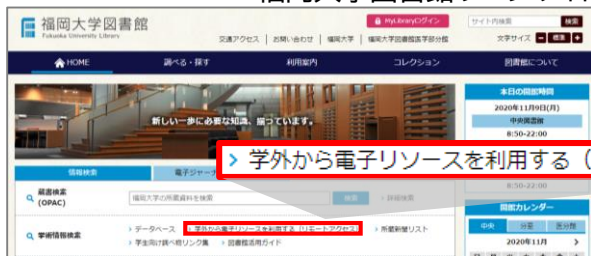 福岡大学図書館
Fukuoka University Library
MyLibraryログイン
サイト内検索
検索
交通アクセス | お問い合わせ | 福岡大学 | 福岡大学図書館医学部分館
文字サイズ - 標準 +
HOME
調べる・探す
利用案内
コレクション
図書館について
新しい一歩に必要な知識、揃っています。
本日の開館時間
2020年11月9日(月)
中央図書館
8:50-22:00
> 学外から電子リソースを利用する（
情報検索
電子ジャーナ
8:50-22:00
蔵書検索
(OPAC)
福岡大学の所蔵資料を検索
検索
> 詳細検索
開館カレンダー
中央
分室
医分館
学術情報検索
> データベース
> 学外から電子リソースを利用する（リモートアクセス）
> 所蔵新聞リスト
> 学生向け調べ物リンク集
> 図書館活用ガイド
2020年11月
>